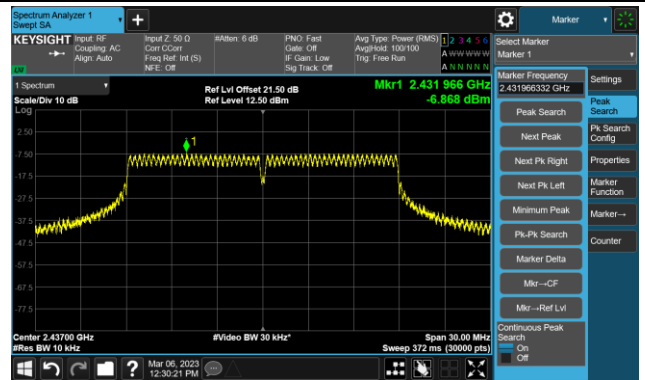 Spectrum Analyzer 1
Swept SA
+
Marker
KEYSIGHT Input: RF Input Z: 50 Ω #Atten: 6 dB PNO: Fast Avg Type: Power (RMS) 1 2 3 4 5 6
Coupling: AC Corr CCorr Gate: Off Avg|Hold: 100/100 A W W W W W
Align: Auto Freq Ref: Int (S) IF Gain: Low Trig: Free Run
NFE: Off Sig Track: Off A N N N N N
Select Marker
Marker 1
1 Spectrum
Scale/Div 10 dB
Ref Lvl Offset 21.50 dB
Ref Level 12.50 dBm
Mkr1 2.431 966 GHz
-6.868 dBm
Log
2.50
-7.50
-17.5
-27.5
-37.5
-47.5
-57.5
-67.5
-77.5
1
Center 2.43700 GHz
#Res BW 10 kHz
#Video BW 30 kHz*
Span 30.00 MHz
Sweep 372 ms (30000 pts)
Marker Frequency
2.431966332 GHz
Peak Search
Next Peak
Next Pk Right
Next Pk Left
Minimum Peak
Pk-Pk Search
Marker Delta
Mkr→CF
Mkr→Ref Lvl
Continuous Peak
Search
On
Off
Settings
Peak
Search
Pk Search
Config
Properties
Marker
Function
Marker→
Counter
?
Mar 06, 2023
12:30:21 PM